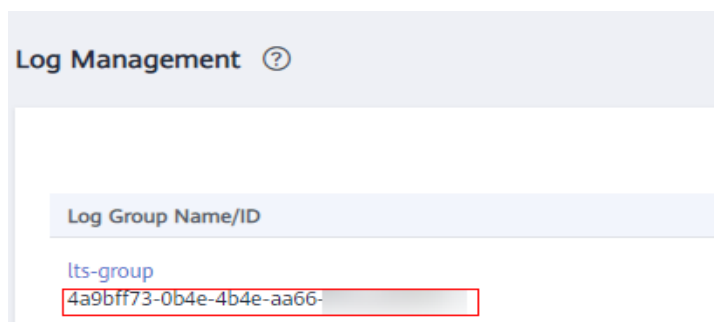 Log Management ?
Log Group Name/ID
lts-group
4a9bff73-0b4e-4b4e-aa66-